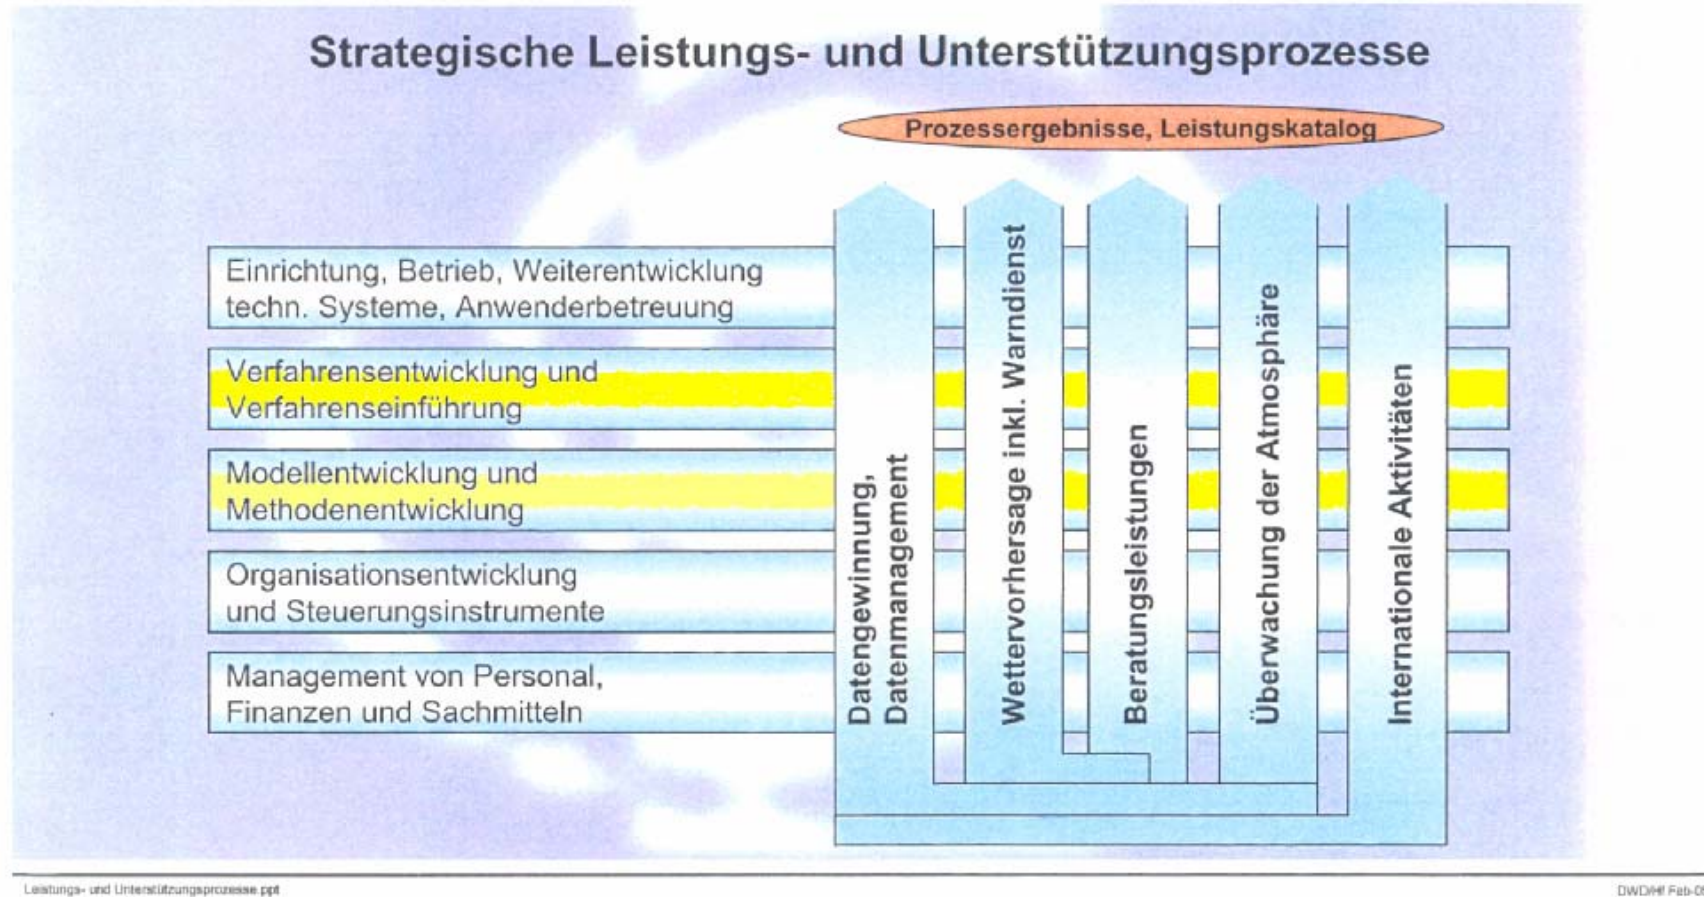 Strategische Leistungs- und Unterstützungsprozesse
Prozessergebnisse, Leistungskatalog
Einrichtung, Betrieb, Weiterentwicklung
techn. Systeme, Anwenderbetreuung
Verfahrensentwicklung und
Verfahrenseinführung
Modellentwicklung und
Methodenentwicklung
Organisationsentwicklung
und Steuerungsinstrumente
Management von Personal,
Finanzen und Sachmitteln
Datengewinnung,
Datenmanagement
Wettervorhersage inkl. Warndienst
Beratungsleistungen
Überwachung der Atmosphäre
Internationale Aktivitäten
Leistungs- und Unterstützungsprozesse.ppt